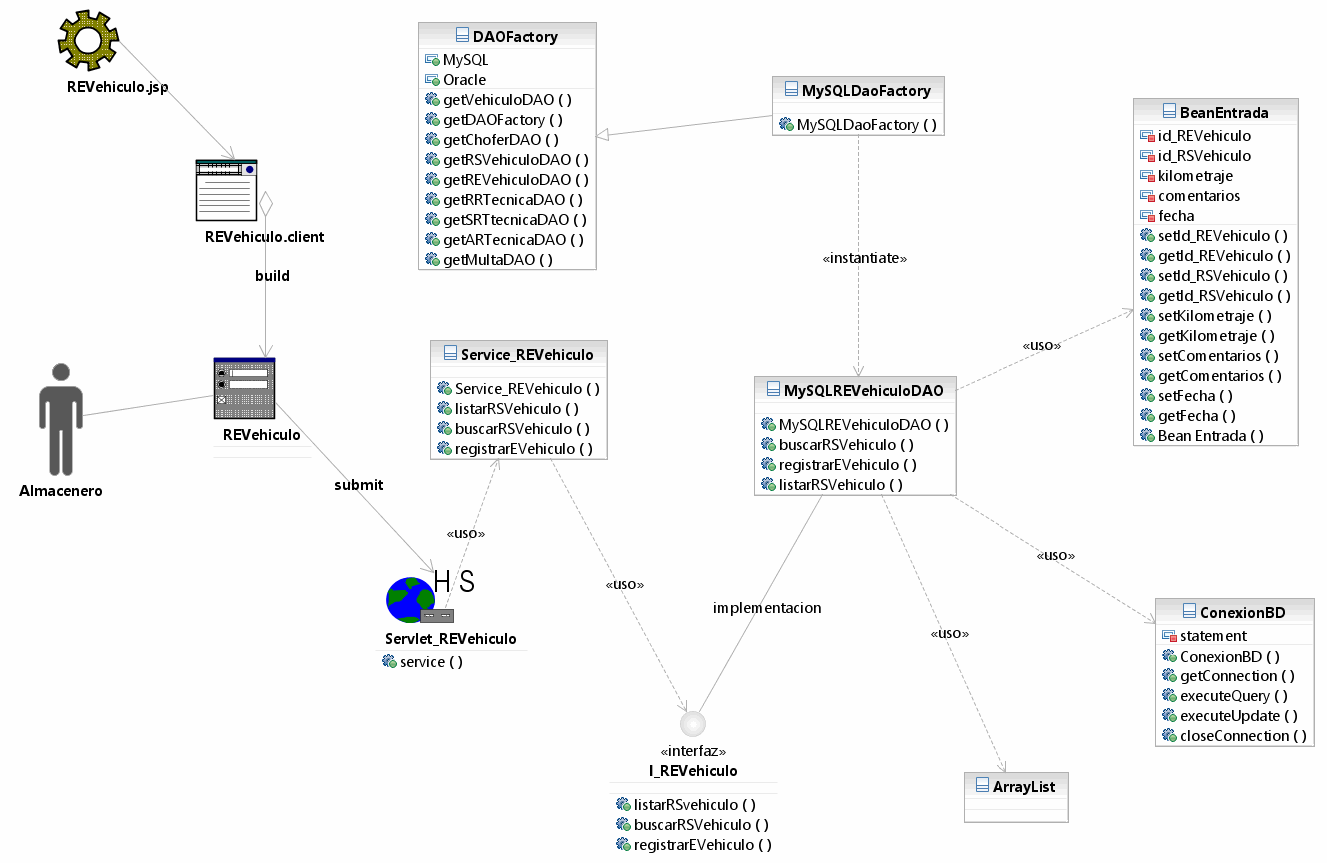 REVehiculo.jsp
REVehiculo.client
build
REVehiculo
Almacenero
submit
H S
Servlet_REVehiculo
service ( )
«uso»
DAOFactory
MySQL
Oracle
getVehiculoDAO ( )
getDAOFactory ( )
getChoferDAO ( )
getRSVehiculoDAO ( )
getREVehiculoDAO ( )
getRRTecnicaDAO ( )
getSRTtecnicaDAO ( )
getARTecnicaDAO ( )
getMultaDAO ( )
Service_REVehiculo
Service_REVehiculo ( )
listarRSVehiculo ( )
buscarRSVehiculo ( )
registrarEVehiculo ( )
«uso»
«interfaz»
I_REVehiculo
listarRSvehiculo ( )
buscarRSVehiculo ( )
registrarEVehiculo ( )
MySQLDaoFactory
MySQLDaoFactory ( )
«instantiate»
MySQLREVehiculoDAO
MySQLREVehiculoDAO ( )
buscarRSVehiculo ( )
registrarEVehiculo ( )
listarRSVehiculo ( )
implementacion
«uso»
ArrayList
«uso»
BeanEntrada
id_REVehiculo
id_RSVehiculo
kilometraje
comentarios
fecha
setId_REVehiculo ( )
getId_REVehiculo ( )
setId_RSVehiculo ( )
getId_RSVehiculo ( )
setKilometraje ( )
getKilometraje ( )
setComentarios ( )
getComentarios ( )
setFecha ( )
getFecha ( )
Bean Entrada ( )
«uso»
ConexionBD
statement
ConexionBD ( )
getConnection ( )
executeQuery ( )
executeUpdate ( )
closeConnection ( )